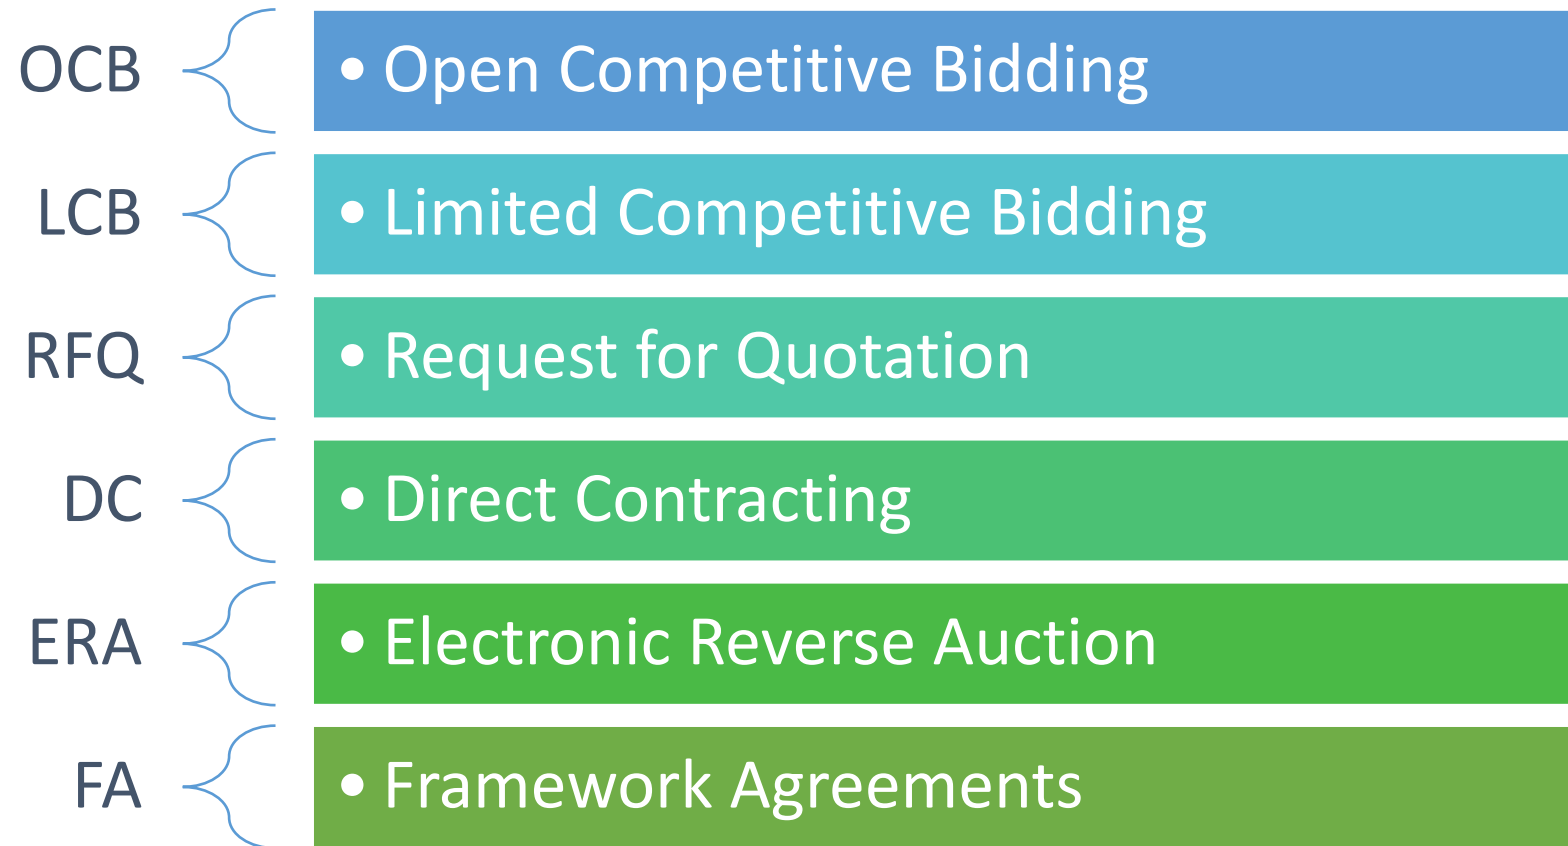 OCB • Open Competitive Bidding
LCB • Limited Competitive Bidding
RFQ • Request for Quotation
DC • Direct Contracting
ERA • Electronic Reverse Auction
FA • Framework Agreements